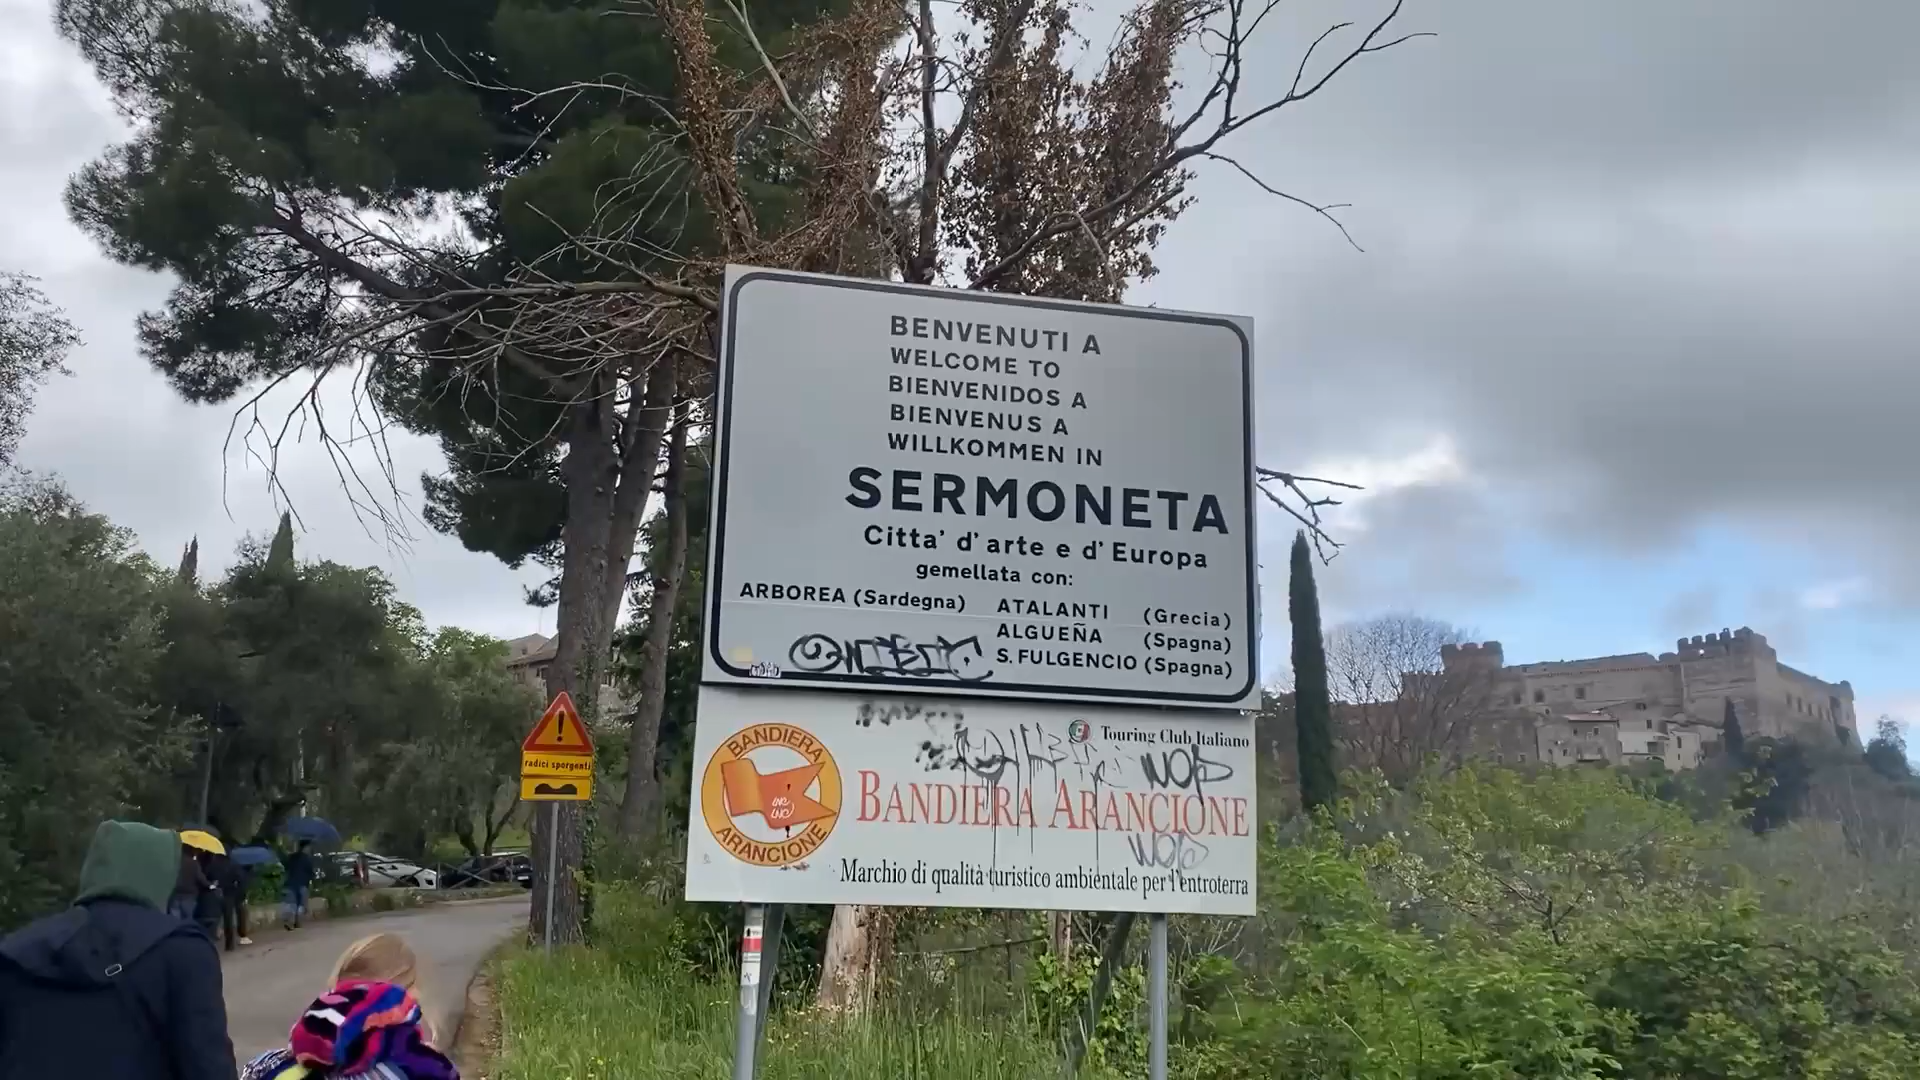 BENVENUTI A
WELCOME TO
BIENVENIDOS A
BIENVENUS A
WILLKOMMEN IN
SERMONETA
Citta' d'arte e d'Europa
gemellata con:
ARBOREA (Sardegna) ATALANTI (Grecia)
ALGUEÑA (Spagna)
S. FULGENCIO (Spagna)
Touring Club Italiano
BANDIERA
ARANCIONE
BANDIERA ARANCIONE
Marchio di qualità turistico ambientale per l'entroterra
radici sporgenti